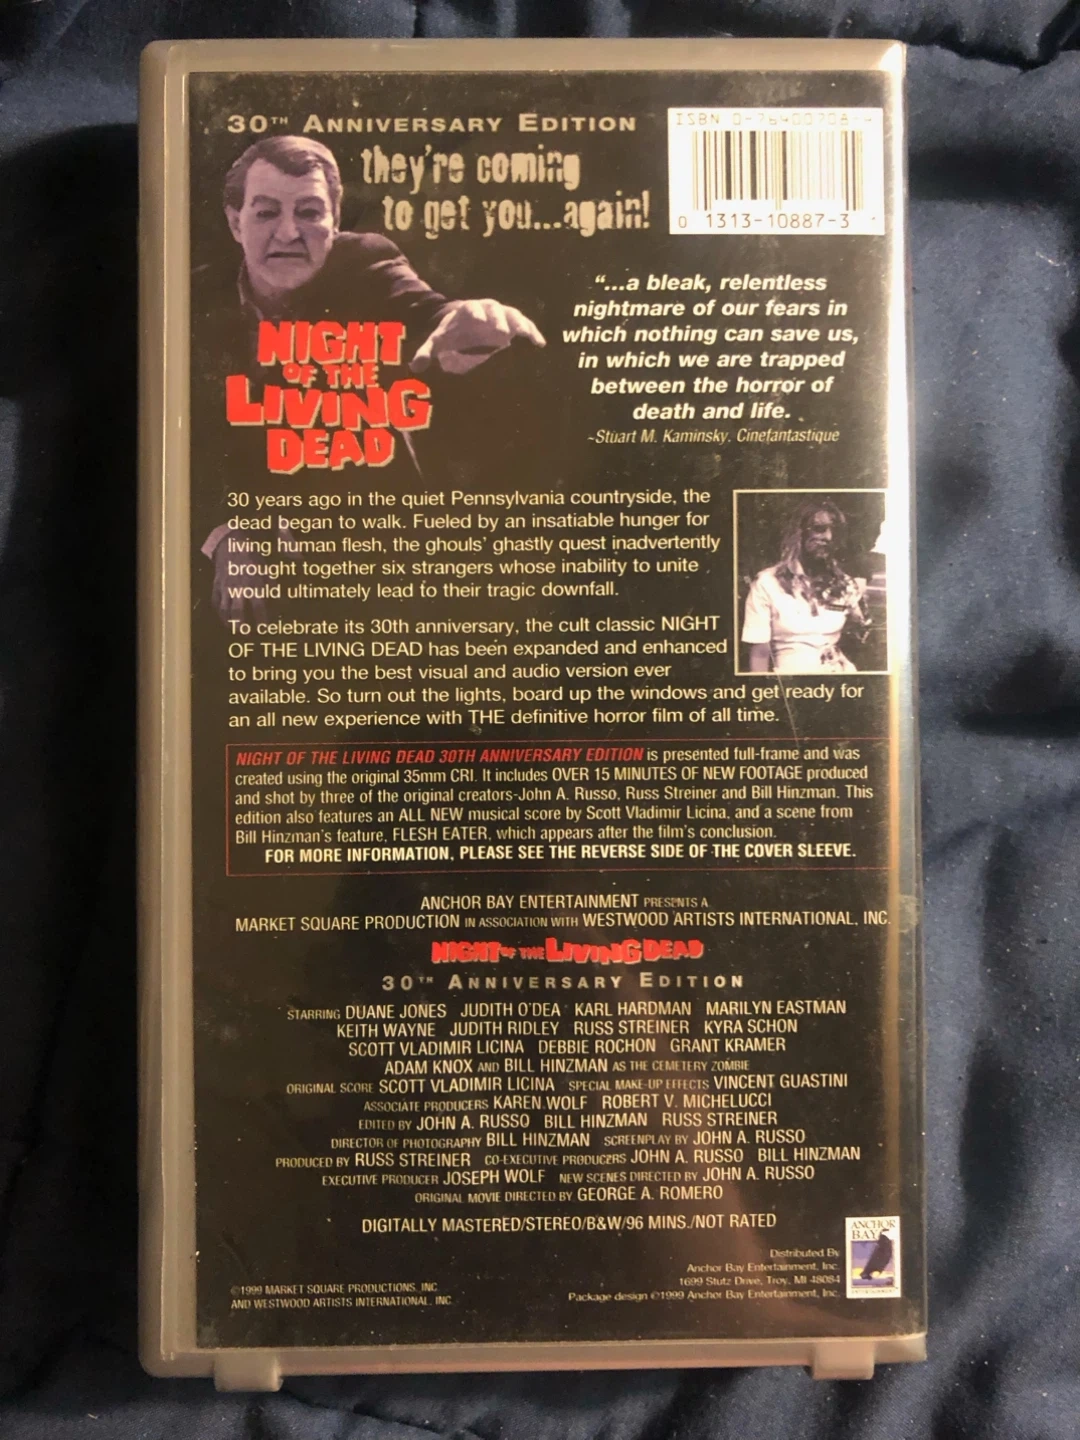 30TH ANNIVERSARY EDITION
they're coming
to get you...again!
ISBN 0-76400708-
0 1313-10887-3
NIGHT
OF THE
LIVING
DEAD
"...a bleak, relentless
nightmare of our fears in
which nothing can save us,
in which we are trapped
between the horror of
death and life.
~Stuart M. Kaminsky, Cinefantastique
30 years ago in the quiet Pennsylvania countryside, the
dead began to walk. Fueled by an insatiable hunger for
living human flesh, the ghouls' ghastly quest inadvertently
brought together six strangers whose inability to unite
would ultimately lead to their tragic downfall.
To celebrate its 30th anniversary, the cult classic NIGHT
OF THE LIVING DEAD has been expanded and enhanced
to bring you the best visual and audio version ever
available. So turn out the lights, board up the windows and get ready for
an all new experience with THE definitive horror film of all time.
NIGHT OF THE LIVING DEAD 30TH ANNIVERSARY EDITION is presented full-frame and was
created using the original 35mm CRI. It includes OVER 15 MINUTES OF NEW FOOTAGE produced
and shot by three of the original creators-John A. Russo, Russ Streiner and Bill Hinzman. This
edition also features an ALL NEW musical score by Scott Vladimir Licina, and a scene from
Bill Hinzman's feature, FLESH EATER, which appears after the film's conclusion.
FOR MORE INFORMATION, PLEASE SEE THE REVERSE SIDE OF THE COVER SLEEVE.
ANCHOR BAY ENTERTAINMENT PRESENTS A
MARKET SQUARE PRODUCTION IN ASSOCIATION WITH WESTWOOD ARTISTS INTERNATIONAL, INC.
NIGHT OF THE LIVING DEAD
30TH ANNIVERSARY EDITION
STARRING DUANE JONES JUDITH O'DEA KARL HARDMAN MARILYN EASTMAN
KEITH WAYNE JUDITH RIDLEY RUSS STREINER KYRA SCHON
SCOTT VLADIMIR LICINA DEBBIE ROCHON GRANT KRAMER
ADAM KNOX AND BILL HINZMAN AS THE CEMETERY ZOMBIE
ORIGINAL SCORE SCOTT VLADIMIR LICINA SPECIAL MAKE-UP EFFECTS VINCENT GUASTINI
ASSOCIATE PRODUCERS KAREN WOLF ROBERT V. MICHELUCCI
EDITED BY JOHN A. RUSSO BILL HINZMAN RUSS STREINER
DIRECTOR OF PHOTOGRAPHY BILL HINZMAN SCREENPLAY BY JOHN A. RUSSO
PRODUCED BY RUSS STREINER CO-EXECUTIVE PRODUCERS JOHN A. RUSSO BILL HINZMAN
EXECUTIVE PRODUCER JOSEPH WOLF NEW SCENES DIRECTED BY JOHN A. RUSSO
ORIGINAL MOVIE DIRECTED BY GEORGE A. ROMERO
DIGITALLY MASTERED/STEREO/B&W/96 MINS./NOT RATED
ANCHOR
BAY
ENTERTAINMENT
Distributed By
Anchor Bay Entertainment, Inc.
1699 Stutz Drive, Troy, MI 48084
Package design ©1999 Anchor Bay Entertainment, Inc.
©1999 MARKET SQUARE PRODUCTIONS, INC.
AND WESTWOOD ARTISTS INTERNATIONAL, INC.